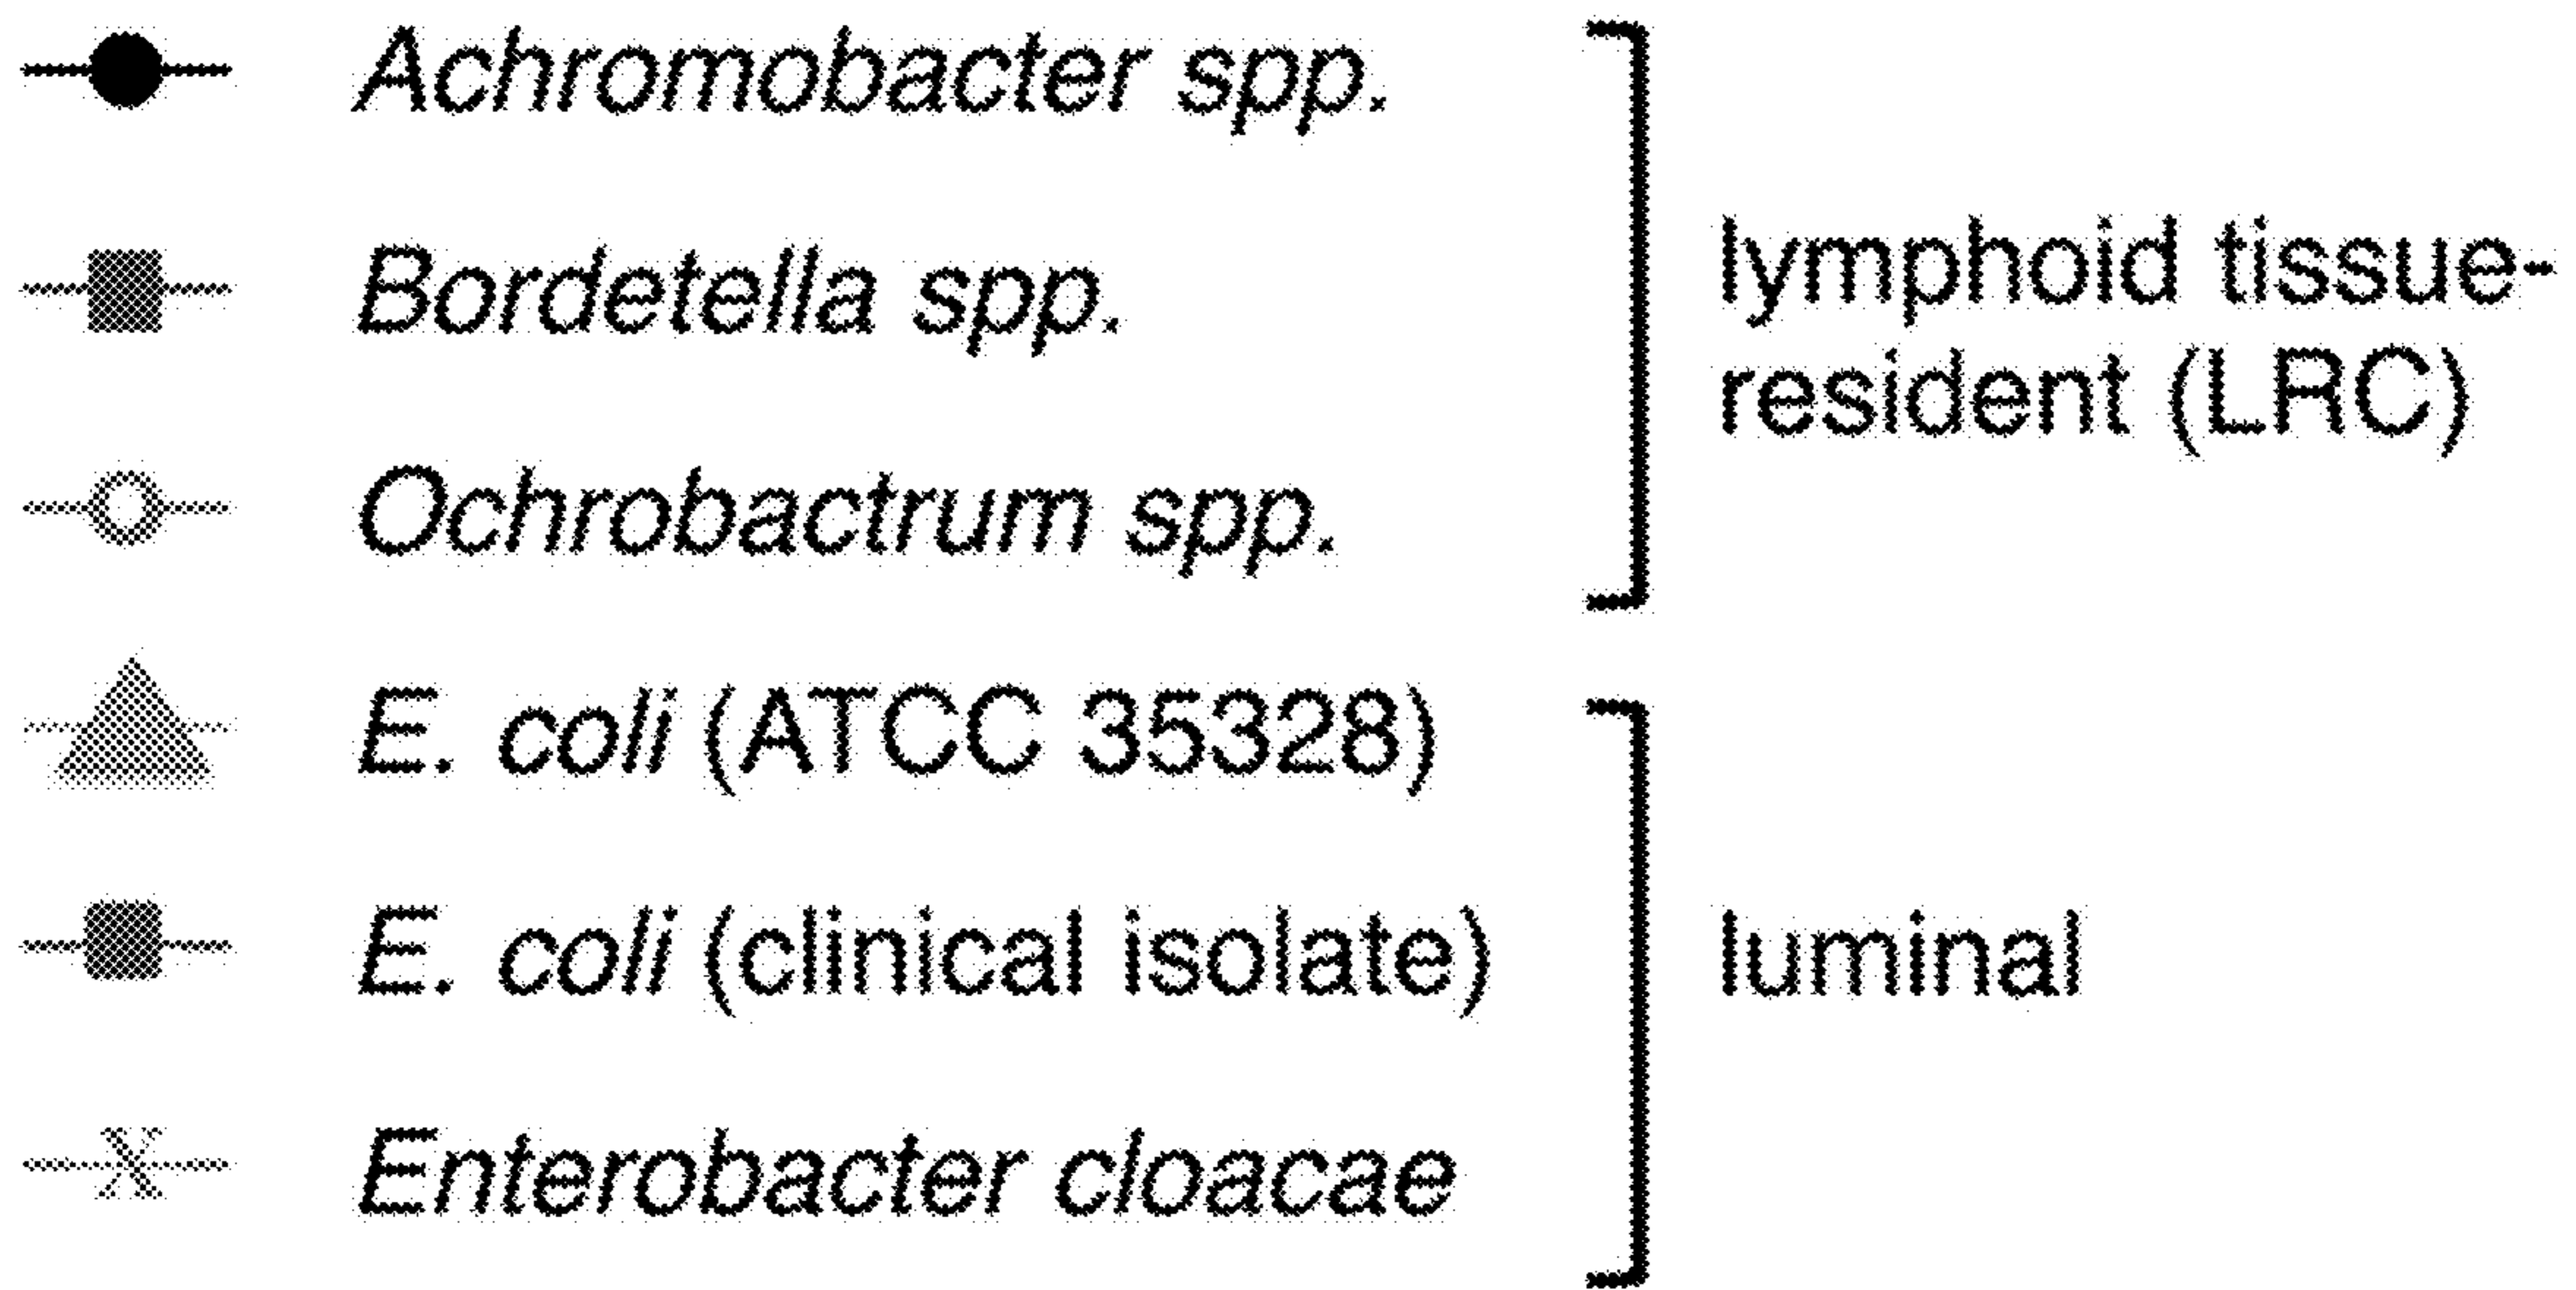 Achromobacter spp.
Bordetella spp.
Ochrobactrum spp.
lymphoid tissue-
resident (LRC)
E. coli (ATCC 35328)
E. coli (clinical isolate)
Enterobacter cloacae
luminal